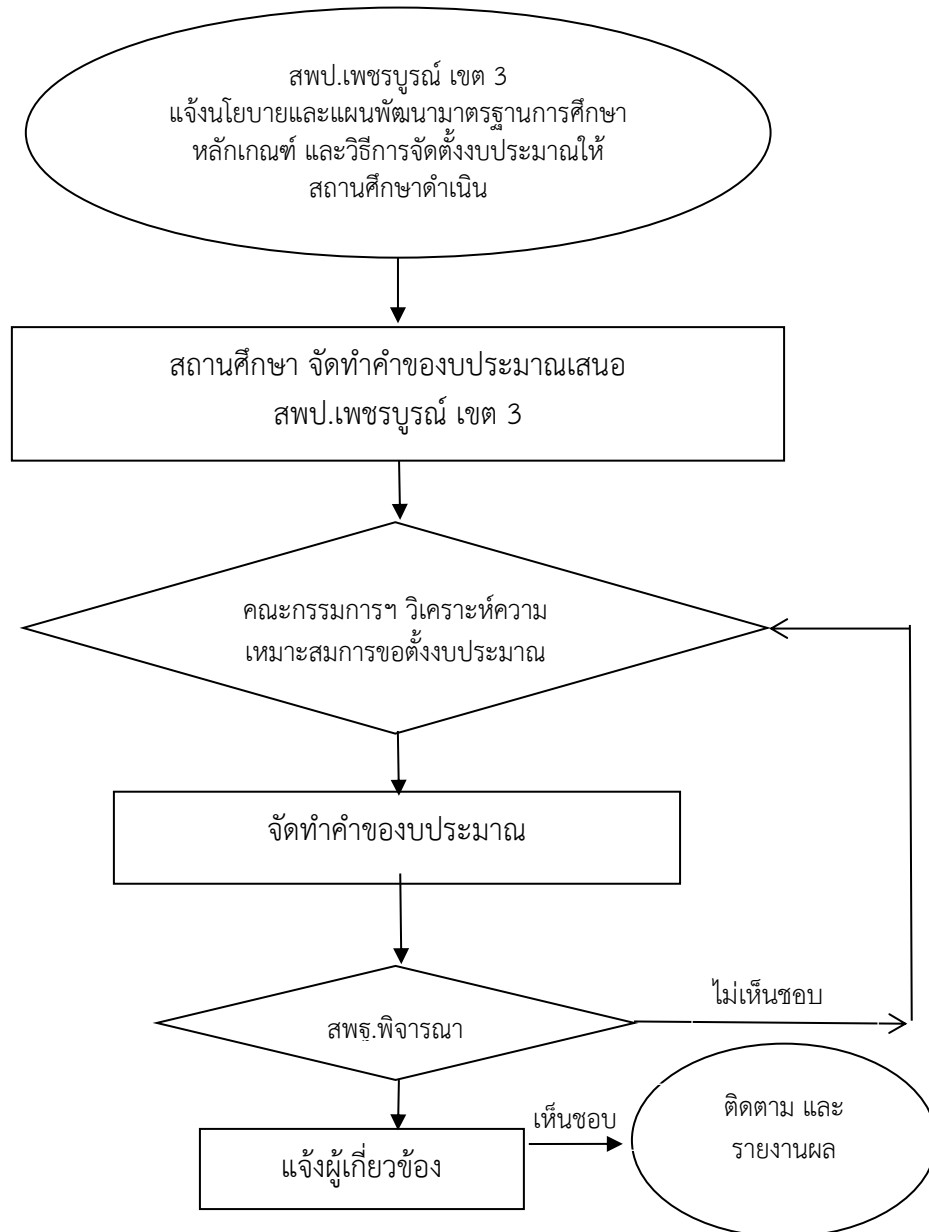 สพป.เพชรบูรณ์ เขต 3
แจ้งนโยบายและแผนพัฒนามาตรฐานการศึกษา
หลักเกณฑ์ และวิธีการจัดตั้งงบประมาณให้
สถานศึกษาดำเนิน
สถานศึกษา จัดทำคำของบประมาณเสนอ
สพป.เพชรบูรณ์ เขต 3
คณะกรรมการฯ วิเคราะห์ความ
เหมาะสมการขอตั้งงบประมาณ
จัดทำคำของบประมาณ
ไม่เห็นชอบ
สพฐ.พิจารณา
เห็นชอบ
แจ้งผู้เกี่ยวข้อง
ติดตาม และ
รายงานผล